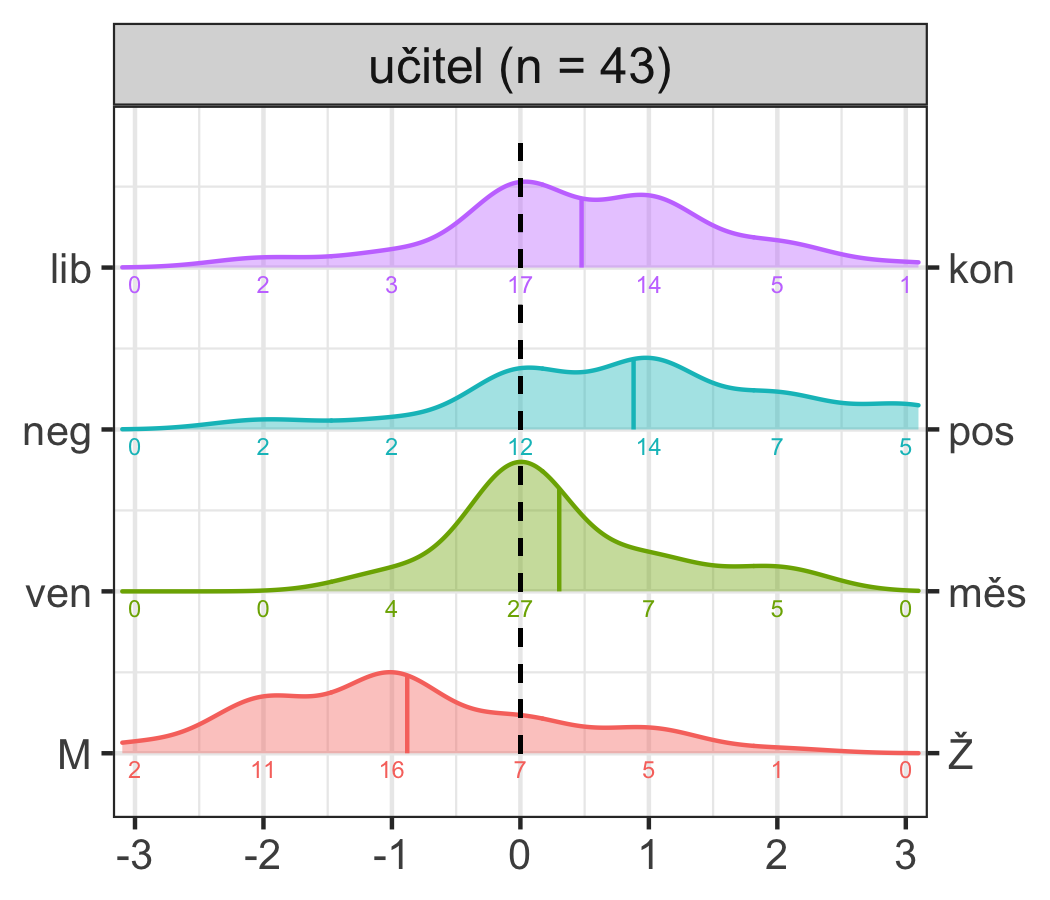 učitel (n = 43)
lib kon
0 2 3 17 14 5 1
neg pos
0 2 2 12 14 7 5
ven měs
0 0 4 27 7 5 0
M Ž
2 11 16 7 5 1 0
-3 -2 -1 0 1 2 3